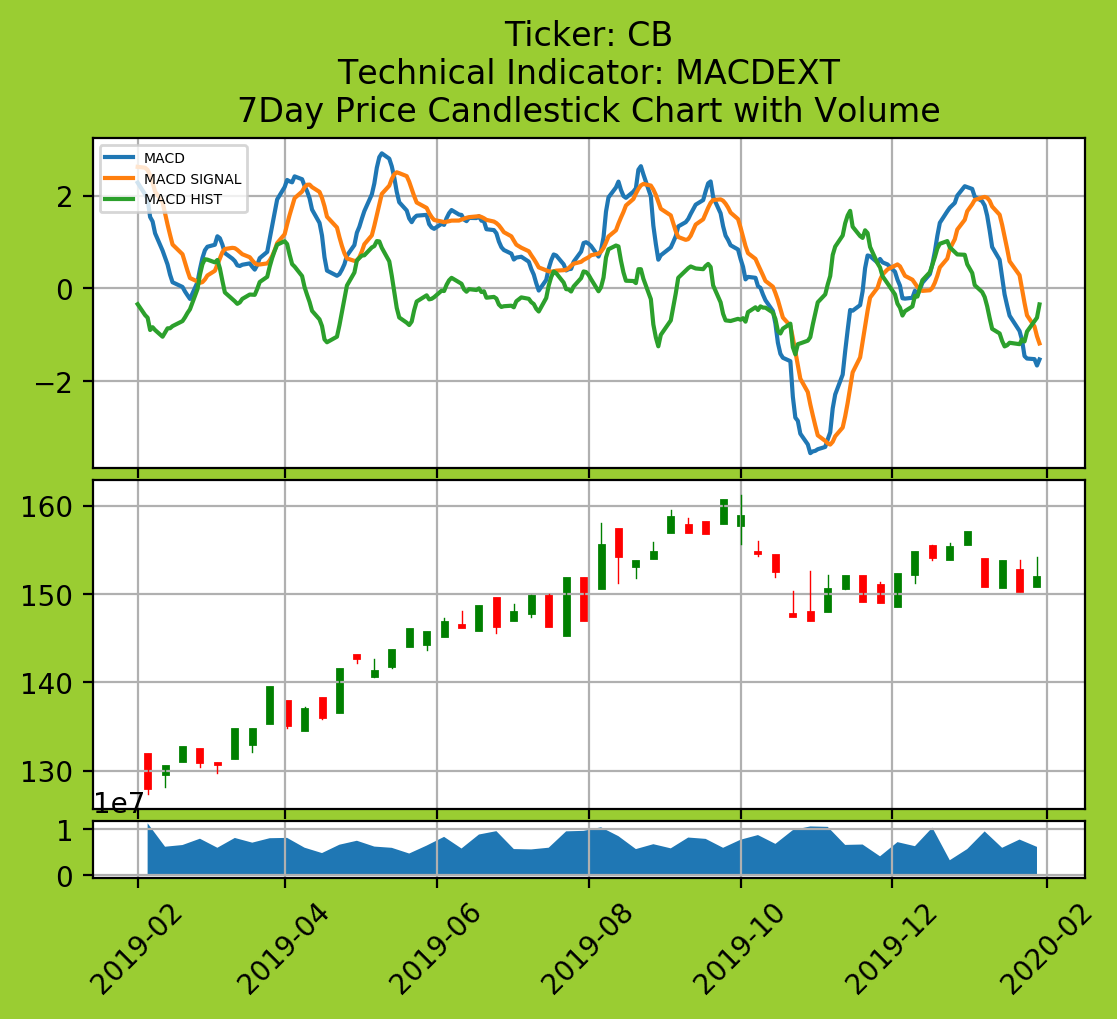 Ticker: CB
Technical Indicator: MACDEXT
7Day Price Candlestick Chart with Volume
MACD
MACD SIGNAL
MACD HIST
2
0
−2
160
150
140
130
1e7
1
0
2019-02
2019-04
2019-06
2019-08
2019-10
2019-12
2020-02